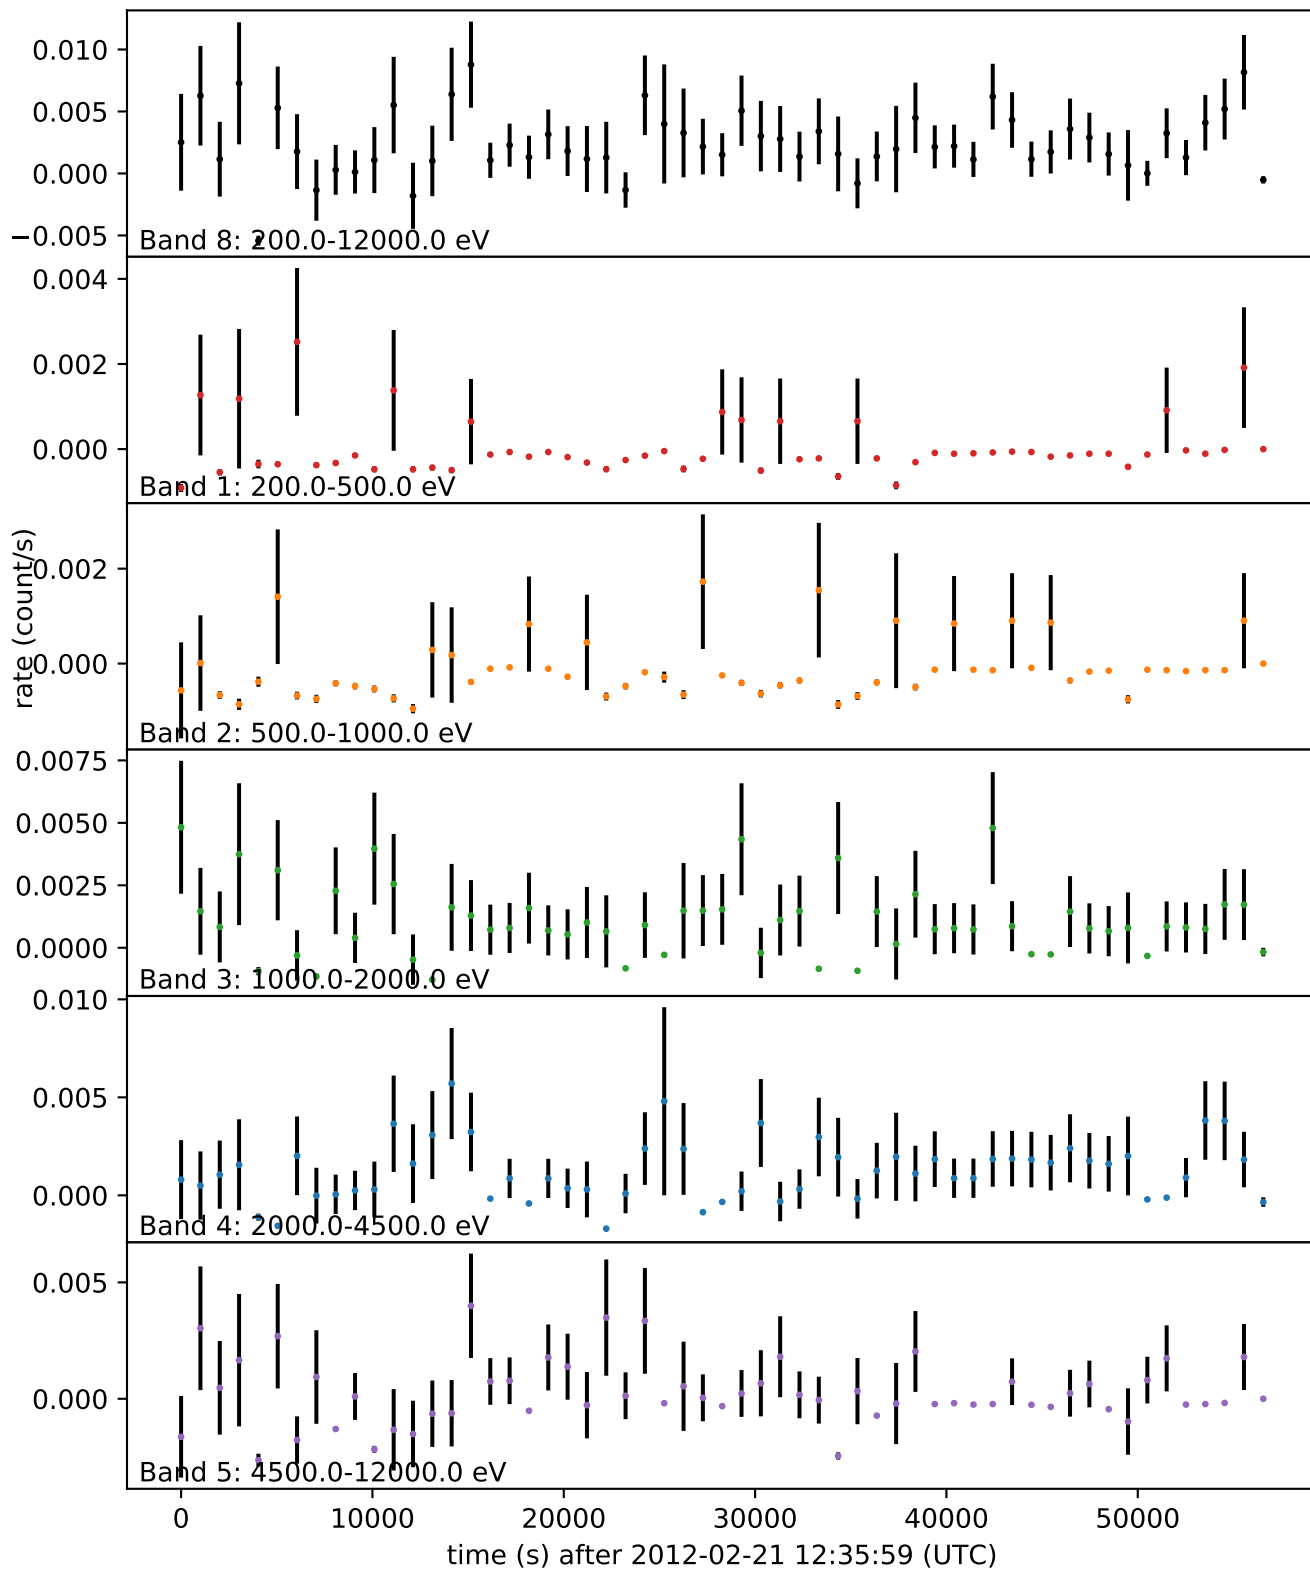 0.010
0.005
0.000
−0.005
Band 8: 200.0-12000.0 eV
0.004
0.002
0.000
Band 1: 200.0-500.0 eV
rate (count/s)
0.002
0.000
Band 2: 500.0-1000.0 eV
0.0075
0.0050
0.0025
0.0000
Band 3: 1000.0-2000.0 eV
0.010
0.005
0.000
Band 4: 2000.0-4500.0 eV
0.005
0.000
Band 5: 4500.0-12000.0 eV
0 10000 20000 30000 40000 50000
time (s) after 2012-02-21 12:35:59 (UTC)